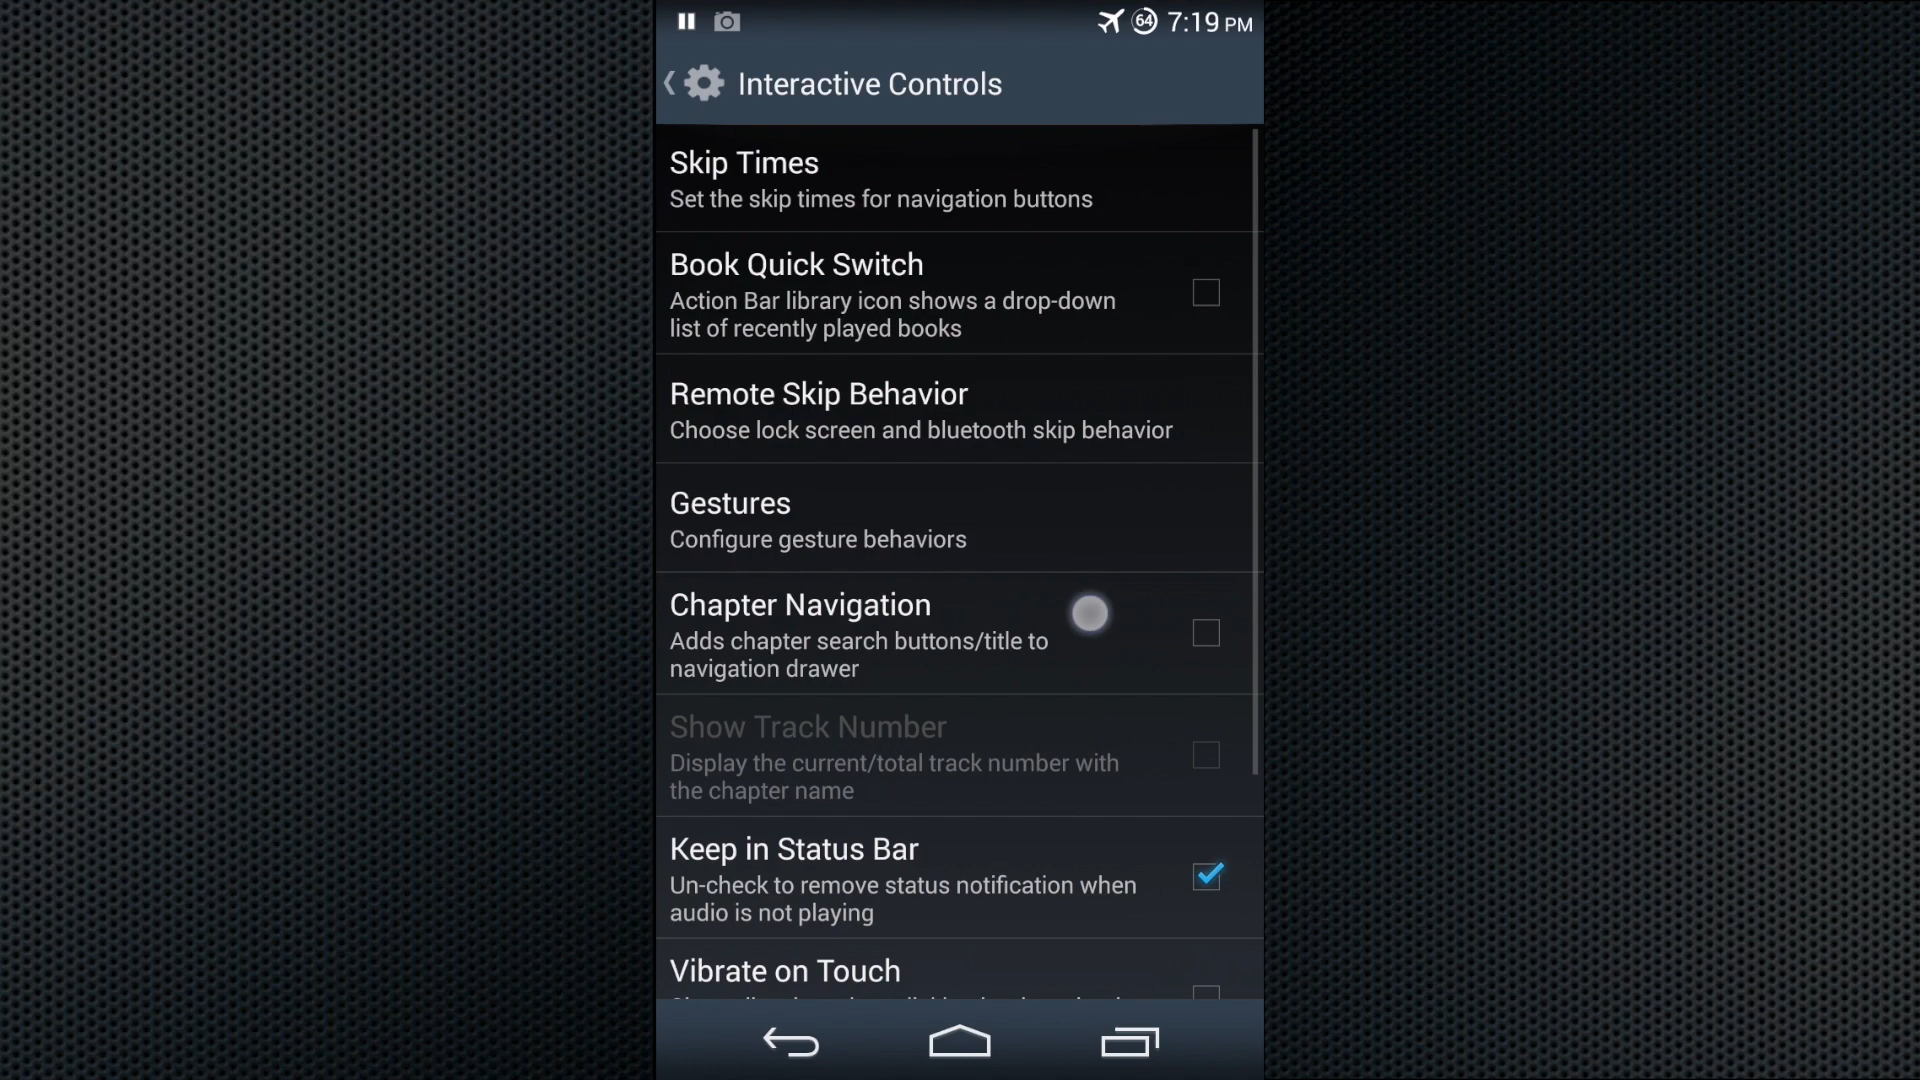 64 7:19 PM
Interactive Controls
Skip Times
Set the skip times for navigation buttons
Book Quick Switch
Action Bar library icon shows a drop-down
list of recently played books
Remote Skip Behavior
Choose lock screen and bluetooth skip behavior
Gestures
Configure gesture behaviors
Chapter Navigation
Adds chapter search buttons/title to
navigation drawer
Show Track Number
Display the current/total track number with
the chapter name
Keep in Status Bar
Un-check to remove status notification when
audio is not playing
Vibrate on Touch